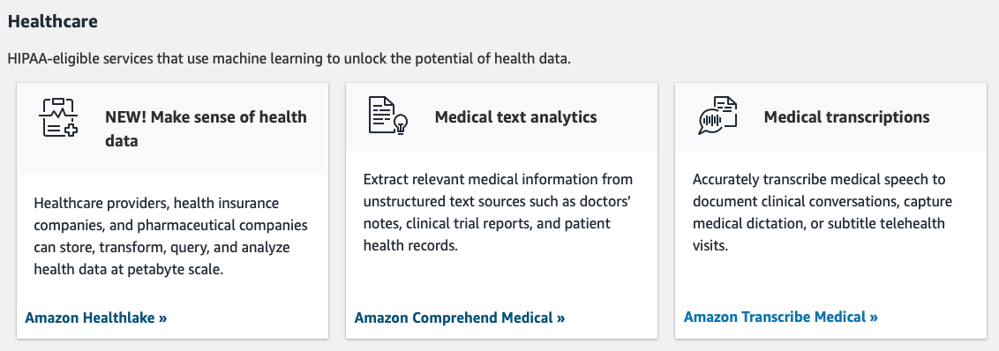 Healthcare
HIPAA-eligible services that use machine learning to unlock the potential of health data.
NEW! Make sense of health
data
Healthcare providers, health insurance
companies, and pharmaceutical companies
can store, transform, query, and analyze
health data at petabyte scale.
Amazon Healthlake »
Medical text analytics
Extract relevant medical information from
unstructured text sources such as doctors’
notes, clinical trial reports, and patient
health records.
Amazon Comprehend Medical »
Medical transcriptions
Accurately transcribe medical speech to
document clinical conversations, capture
medical dictation, or subtitle telehealth
visits.
Amazon Transcribe Medical »